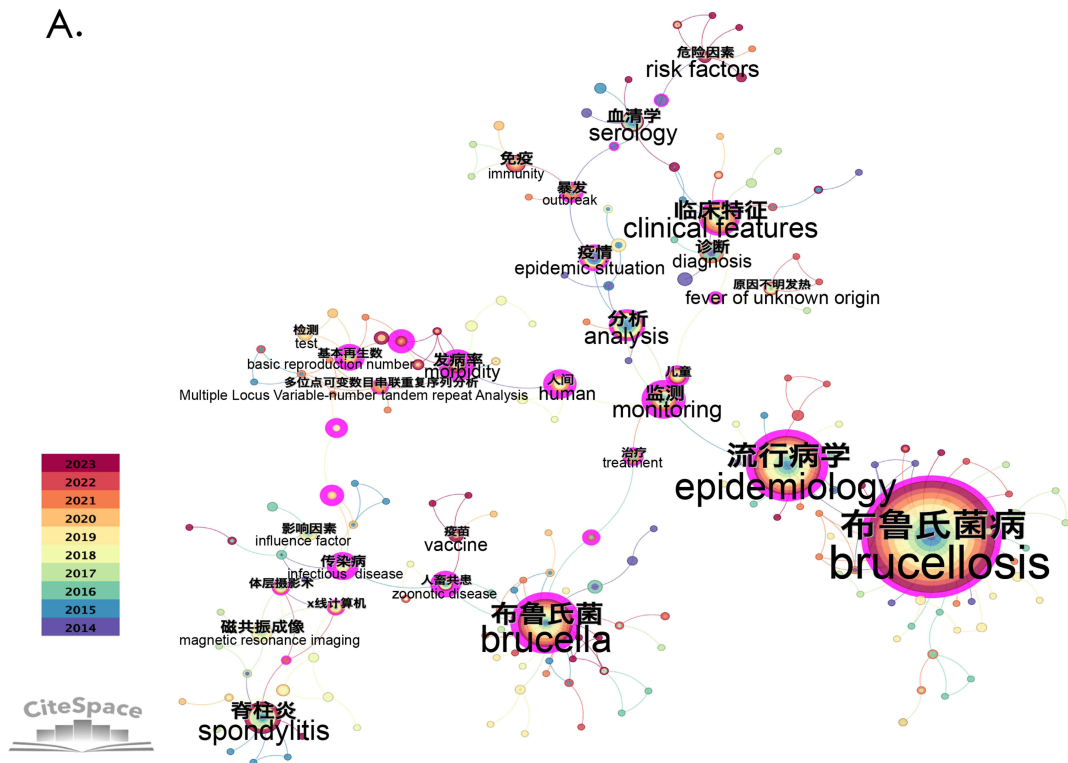 A.
危险因素
risk factors
血清学
serology
免疫
immunity
暴发
outbreak
临床特征
clinical features
疫情
epidemic situation
诊断
diagnosis
原因不明发热
fever of unknown origin
分析
analysis
检测
test
基本再生数
basic reproduction number
发病率
morbidity
多位点可变数目串联重复序列分析
Multiple Locus Variable-number tandem repeat Analysis
人间
human
儿童
监测
monitoring
治疗
treatment
流行病学
epidemiology
布鲁氏菌病
brucellosis
2023
2022
2021
2020
2019
2018
2017
2016
2015
2014
影响因素
influence factor
疫苗
vaccine
传染病
infectious disease
人畜共患
zoonotic disease
体层摄影术
x线计算机
布鲁氏菌
brucella
磁共振成像
magnetic resonance imaging
脊柱炎
spondylitis
CiteSpace